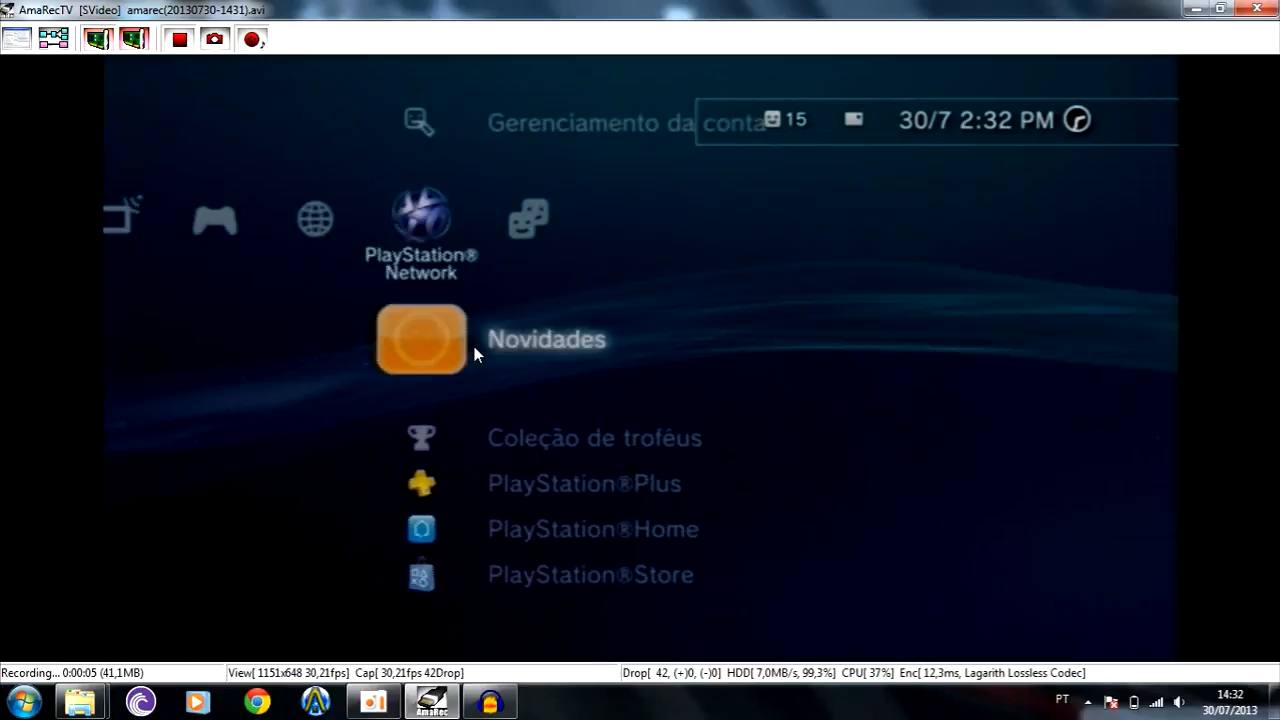 AmaRecTV [SVideo] amarec(20130730-1431).avi
Gerenciamento da conta
15 30/7 2:32 PM
PlayStation®
Network
Novidades
Coleção de troféus
PlayStation®Plus
PlayStation®Home
PlayStation®Store
Recording... 0:00:05 (41,1MB) View[ 1151x648 30,21fps] Cap[ 30,21fps 42Drop] Drop[ 42, (+)0, (-)0] HDD[ 7,0MB/s, 99,3%] CPU[ 37%] Enc[ 12,3ms, Lagarith Lossless Codec]
AmaRec
PT
14:32
30/07/2013